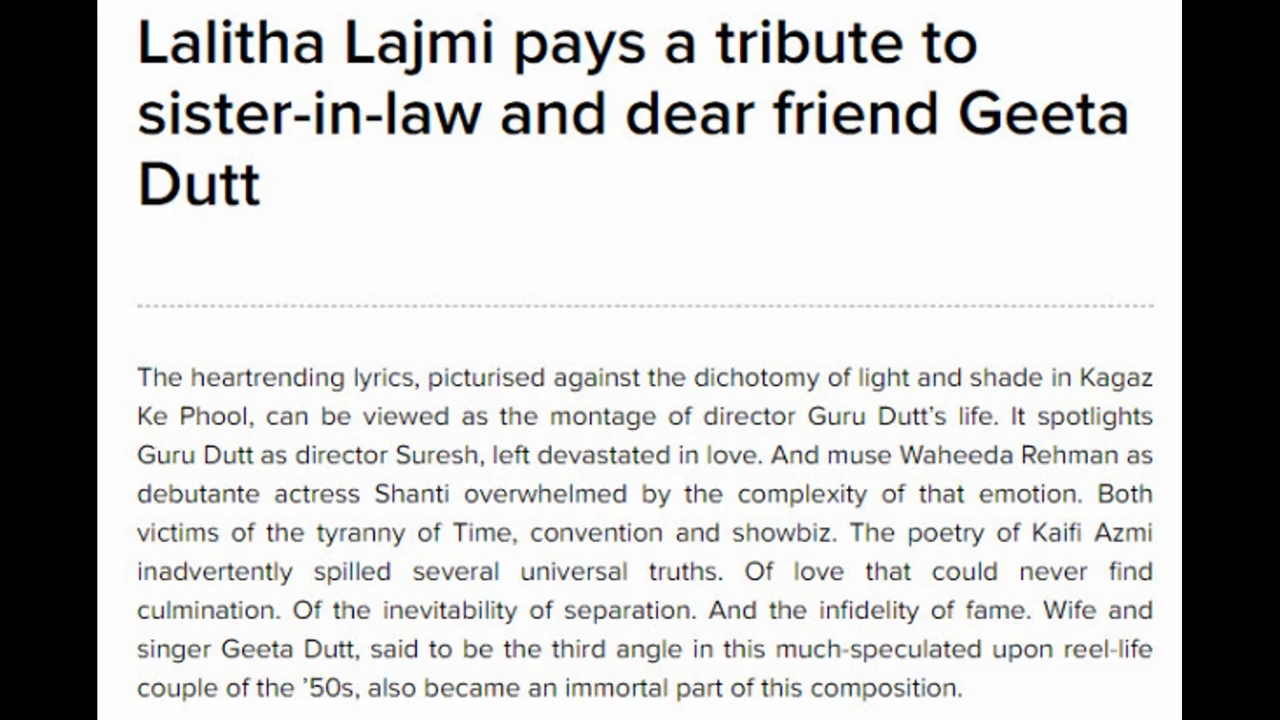 Lalitha Lajmi pays a tribute to
sister-in-law and dear friend Geeta
Dutt
The heartrending lyrics, picturised against the dichotomy of light and shade in Kagaz
Ke Phool, can be viewed as the montage of director Guru Dutt’s life. It spotlights
Guru Dutt as director Suresh, left devastated in love. And muse Waheeda Rehman as
debutante actress Shanti overwhelmed by the complexity of that emotion. Both
victims of the tyranny of Time, convention and showbiz. The poetry of Kaifi Azmi
inadvertently spilled several universal truths. Of love that could never find
culmination. Of the inevitability of separation. And the infidelity of fame. Wife and
singer Geeta Dutt, said to be the third angle in this much-speculated upon reel-life
couple of the ’50s, also became an immortal part of this composition.